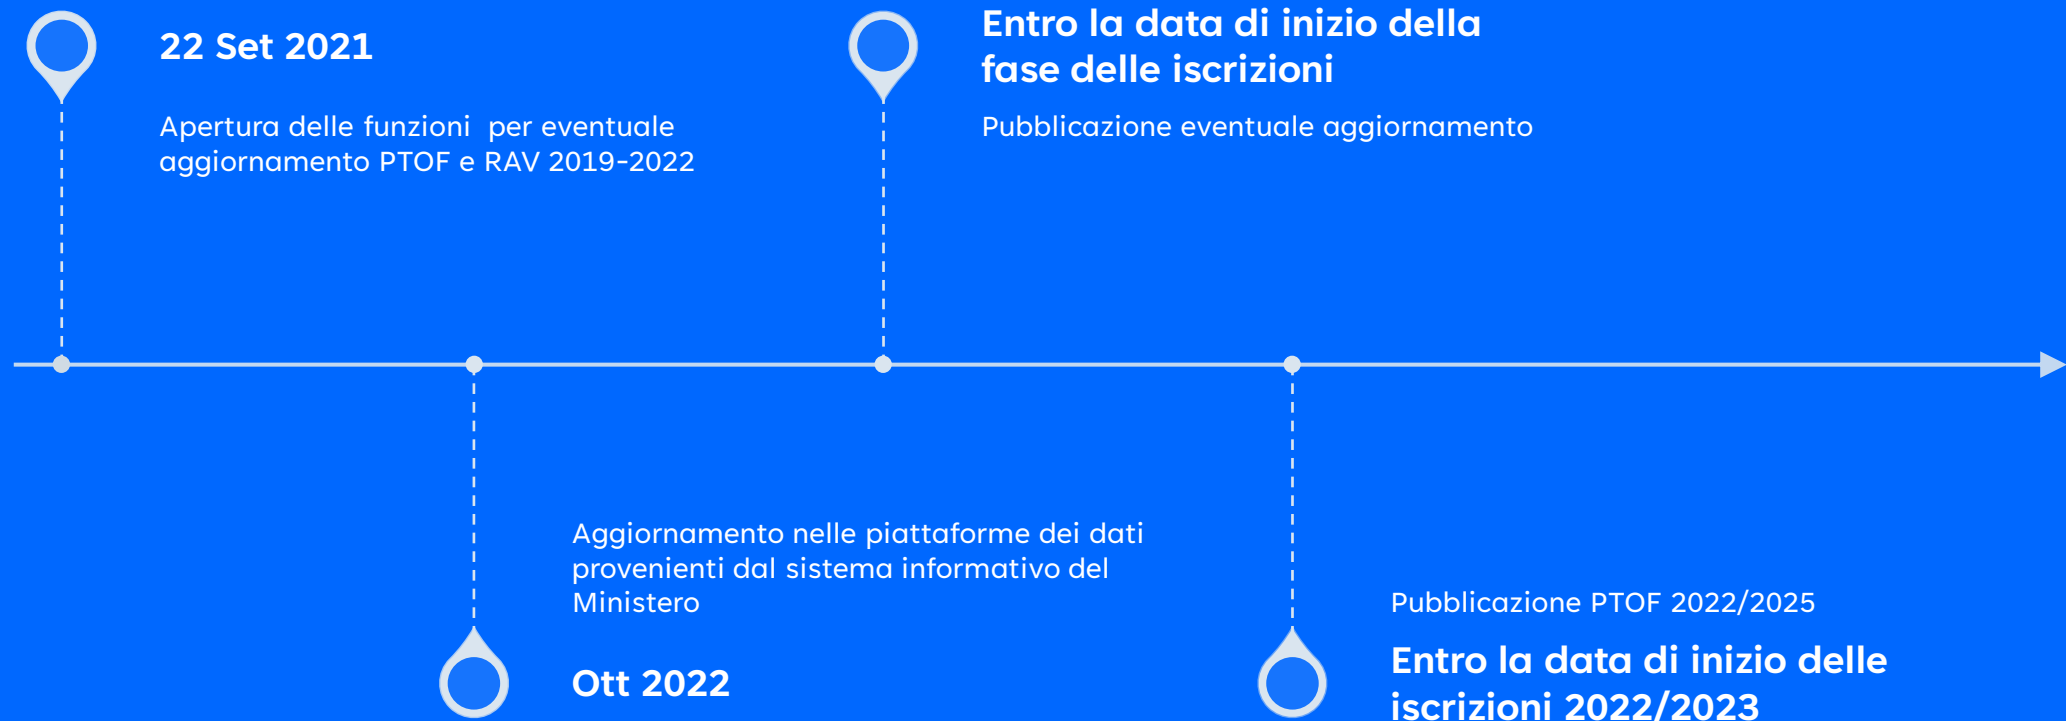 22 Set 2021
Apertura delle funzioni  per eventuale
aggiornamento PTOF e RAV 2019-2022
Entro la data di inizio della
fase delle iscrizioni
Pubblicazione eventuale aggiornamento
Aggiornamento nelle piattaforme dei dati
provenienti dal sistema informativo del
Ministero
Ott 2022
Pubblicazione PTOF 2022/2025
Entro la data di inizio delle
iscrizioni 2022/2023